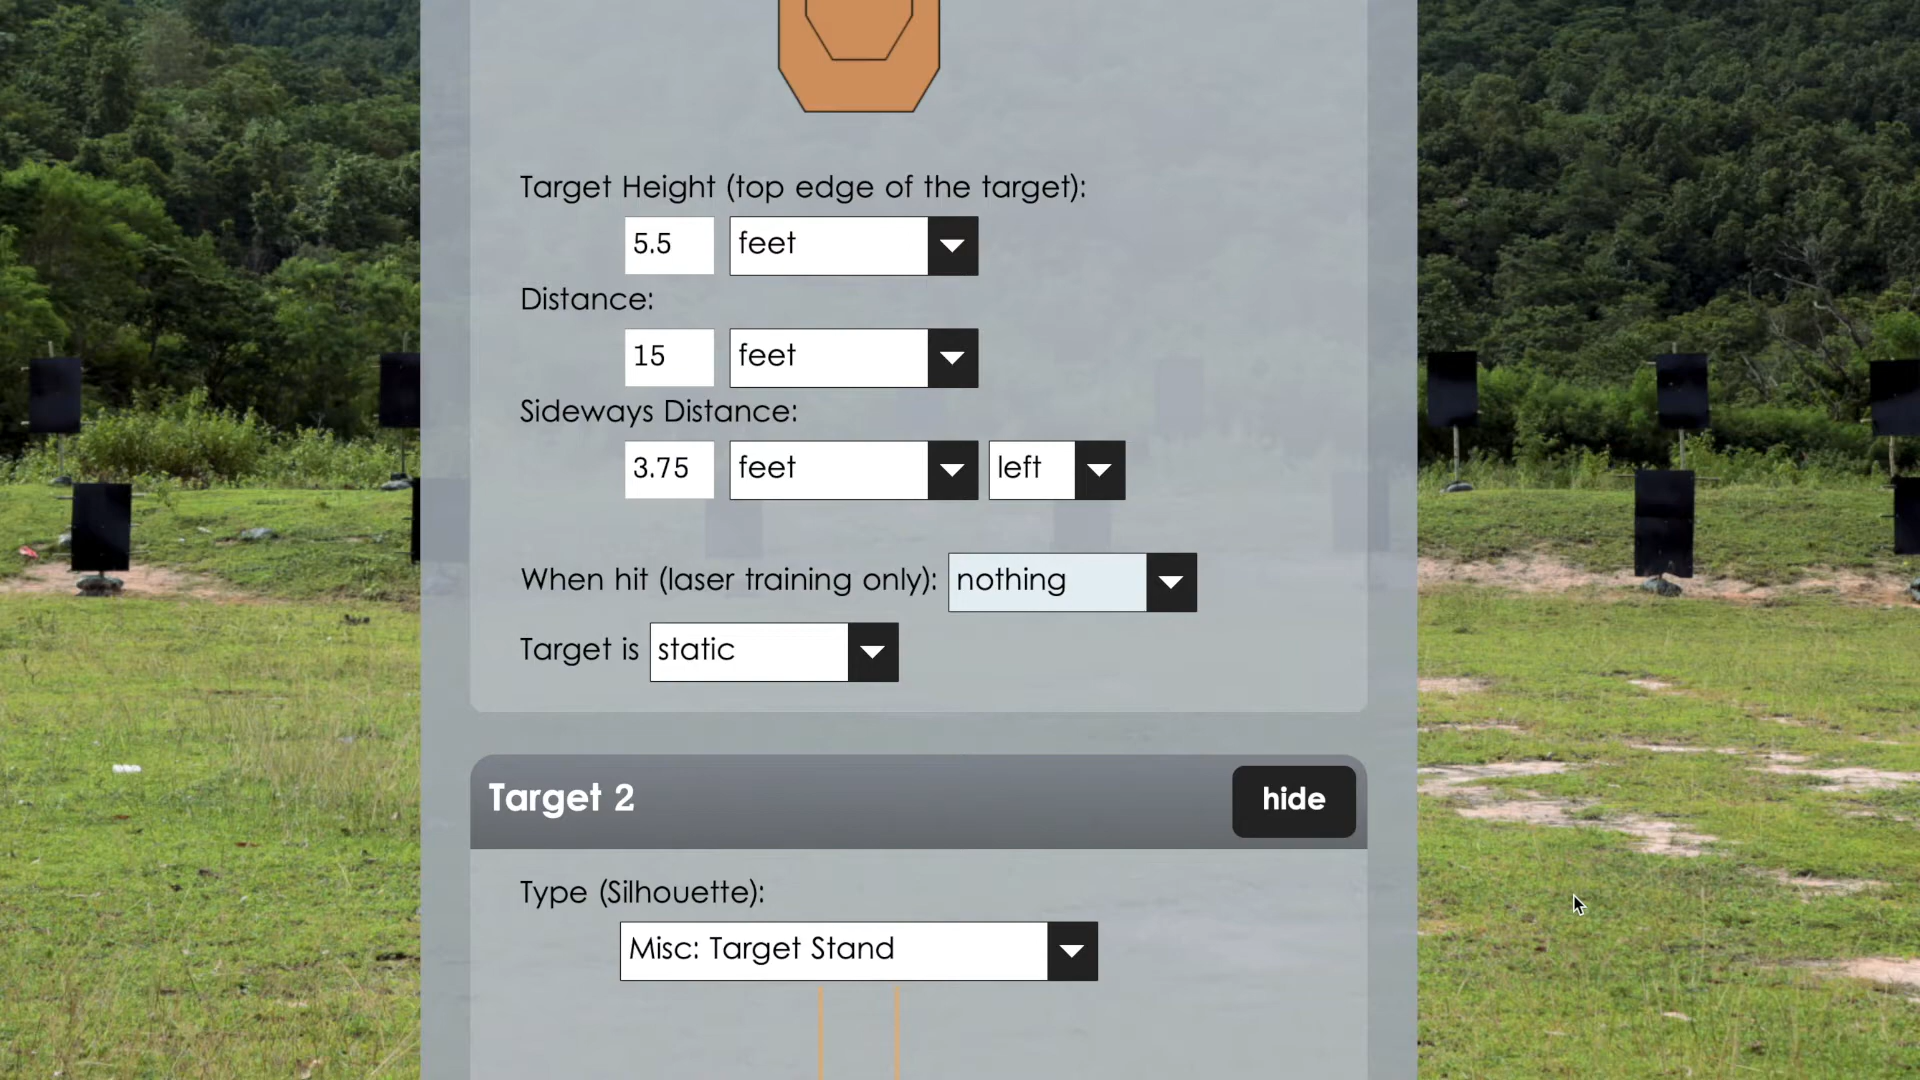 Target Height (top edge of the target):
5.5 feet
Distance:
15 feet
Sideways Distance:
3.75 feet left
When hit (laser training only): nothing
Target is static
Target 2 hide
Type (Silhouette):
Misc: Target Stand